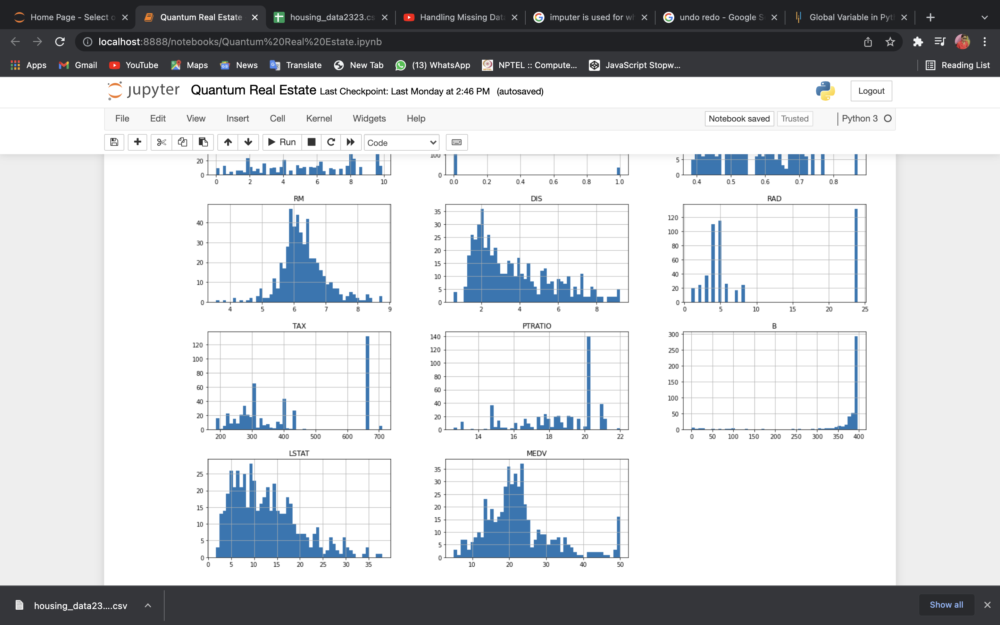 Home Page - Select o
Quantum Real Estate
housing_data2323.cs
Handling Missing Data
imputer is used for wh
undo redo - Google S
Global Variable in Pyt
localhost:8888/notebooks/Quantum%20Real%20Estate.ipynb
Apps Gmail YouTube Maps News Translate New Tab (13) WhatsApp NPTEL :: Compute... JavaScript Stopw... Reading List
jupyter Quantum Real Estate Last Checkpoint: Last Monday at 2:46 PM (autosaved) Logout
File Edit View Insert Cell Kernel Widgets Help Notebook saved Trusted Python 3
Run Code
20
0
0 2 4 6 8 10
100
0
0.0 0.2 0.4 0.6 0.8 1.0
5
0
0.4 0.5 0.6 0.7 0.8
RM
40
30
20
10
0
4 5 6 7 8 9
DIS
35
30
25
20
15
10
5
0
2 4 6 8
RAD
120
100
80
60
40
20
0
0 5 10 15 20 25
TAX
120
100
80
60
40
20
0
200 300 400 500 600 700
PTRATIO
140
120
100
80
60
40
20
0
14 16 18 20 22
B
300
250
200
150
100
50
0
0 50 100 150 200 250 300 350 400
LSTAT
25
20
15
10
5
0
0 5 10 15 20 25 30 35
MEDV
35
30
25
20
15
10
5
0
10 20 30 40 50
housing_data23....csv
Show all